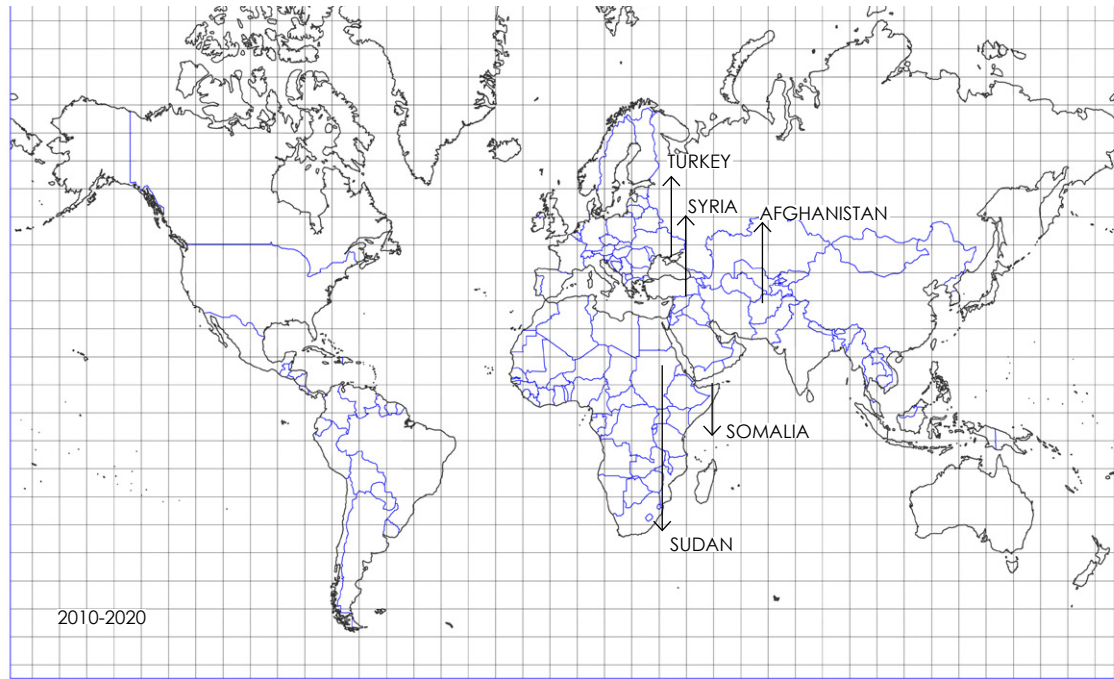 TURKEY
SYRIA
AFGHANISTAN
SOMALIA
SUDAN
2010-2020